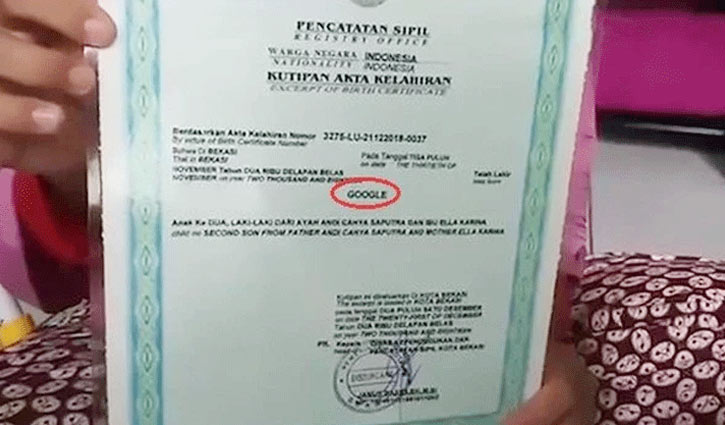 PENCATATAN SIPIL
REGISTRY OFFICE
WARGA NEGARA INDONESIA
NATIONALITY INDONESIA
KUTIPAN AKTA KELAHIRAN
EXCERPT OF BIRTH CERTIFICATE
Berdasarkan Akta Kelahiran Nomor 3275-LU-21122018-0037
By virtue of Birth Certificate Number
Bahwa Di BEKASI Pada Tanggal TIGA PULUH
That in BEKASI on date THE THIRTIETH OF
NOVEMBER Tahun DUA RIBU DELAPAN BELAS Telah Lahir
NOVEMBER on year TWO THOUSAND AND EIGHTEEN was born
GOOGLE
Anak Ke DUA, LAKI-LAKI DARI AYAH ANDI CAHYA SAPUTRA DAN IBU ELLA KARINA
child no SECOND SON FROM FATHER ANDI CAHYA SAPUTRA AND MOTHER ELLA KARINA
Kutipan ini dikeluarkan Di KOTA BEKASI
The excerpt is issued in KOTA BEKASI
pada tanggal DUA PULUH SATU DESEMBER
on date THE TWENTY-FIRST OF DECEMBER
Tahun DUA RIBU DELAPAN BELAS
on year TWO THOUSAND AND EIGHTEEN
Kepala
PENCATATAN SIPIL KOTA BEKASI